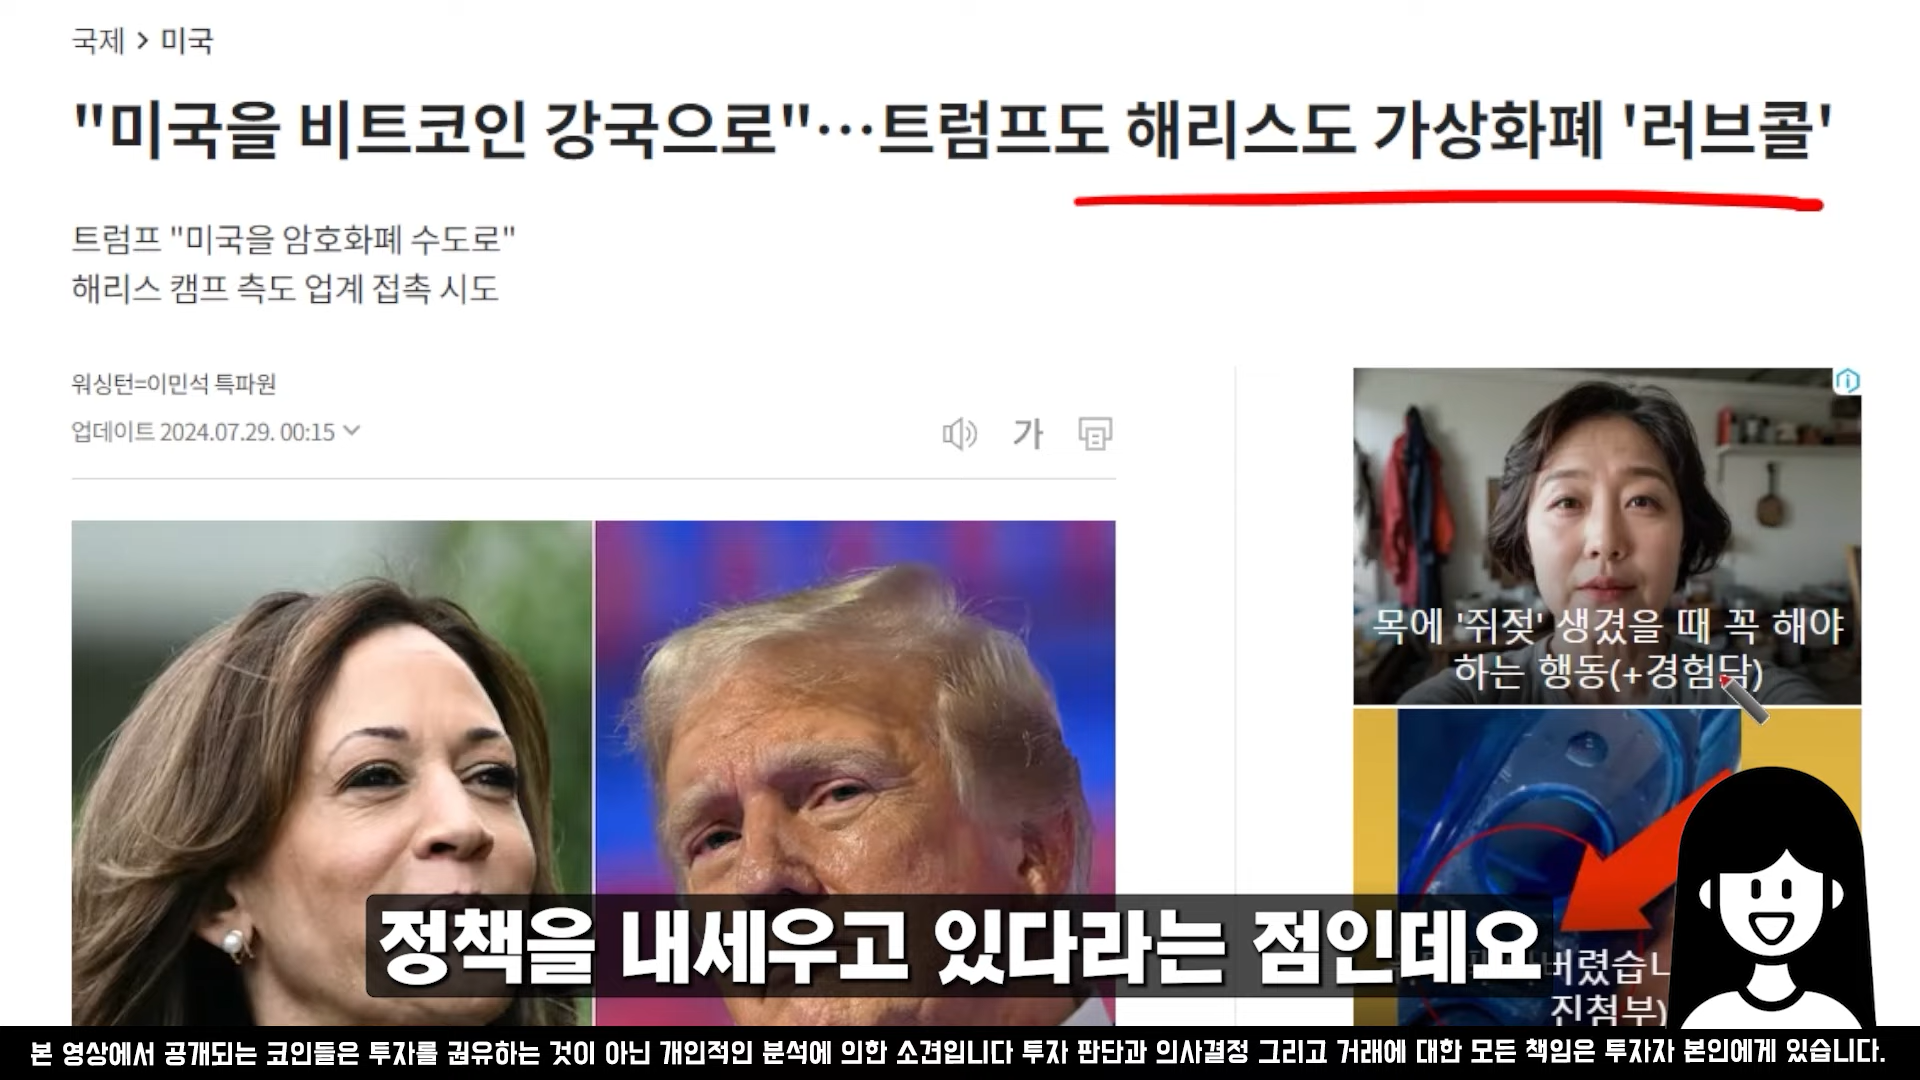 국제 > 미국
"미국을 비트코인 강국으로"…트럼프도 해리스도 가상화폐 '러브콜'
트럼프 "미국을 암호화폐 수도로"
해리스 캠프 측도 업계 접촉 시도
워싱턴=이민석 특파원
업데이트 2024.07.29. 00:15
가
목에 '쥐젖' 생겼을 때 꼭 해야
하는 행동(+경험담)
정책을 내세우고 있다라는 점인데요
버렸습니
진첨부)
본 영상에서 공개되는 코인들은 투자를 권유하는 것이 아닌 개인적인 분석에 의한 소견입니다 투자 판단과 의사결정 그리고 거래에 대한 모든 책임은 투자자 본인에게 있습니다.